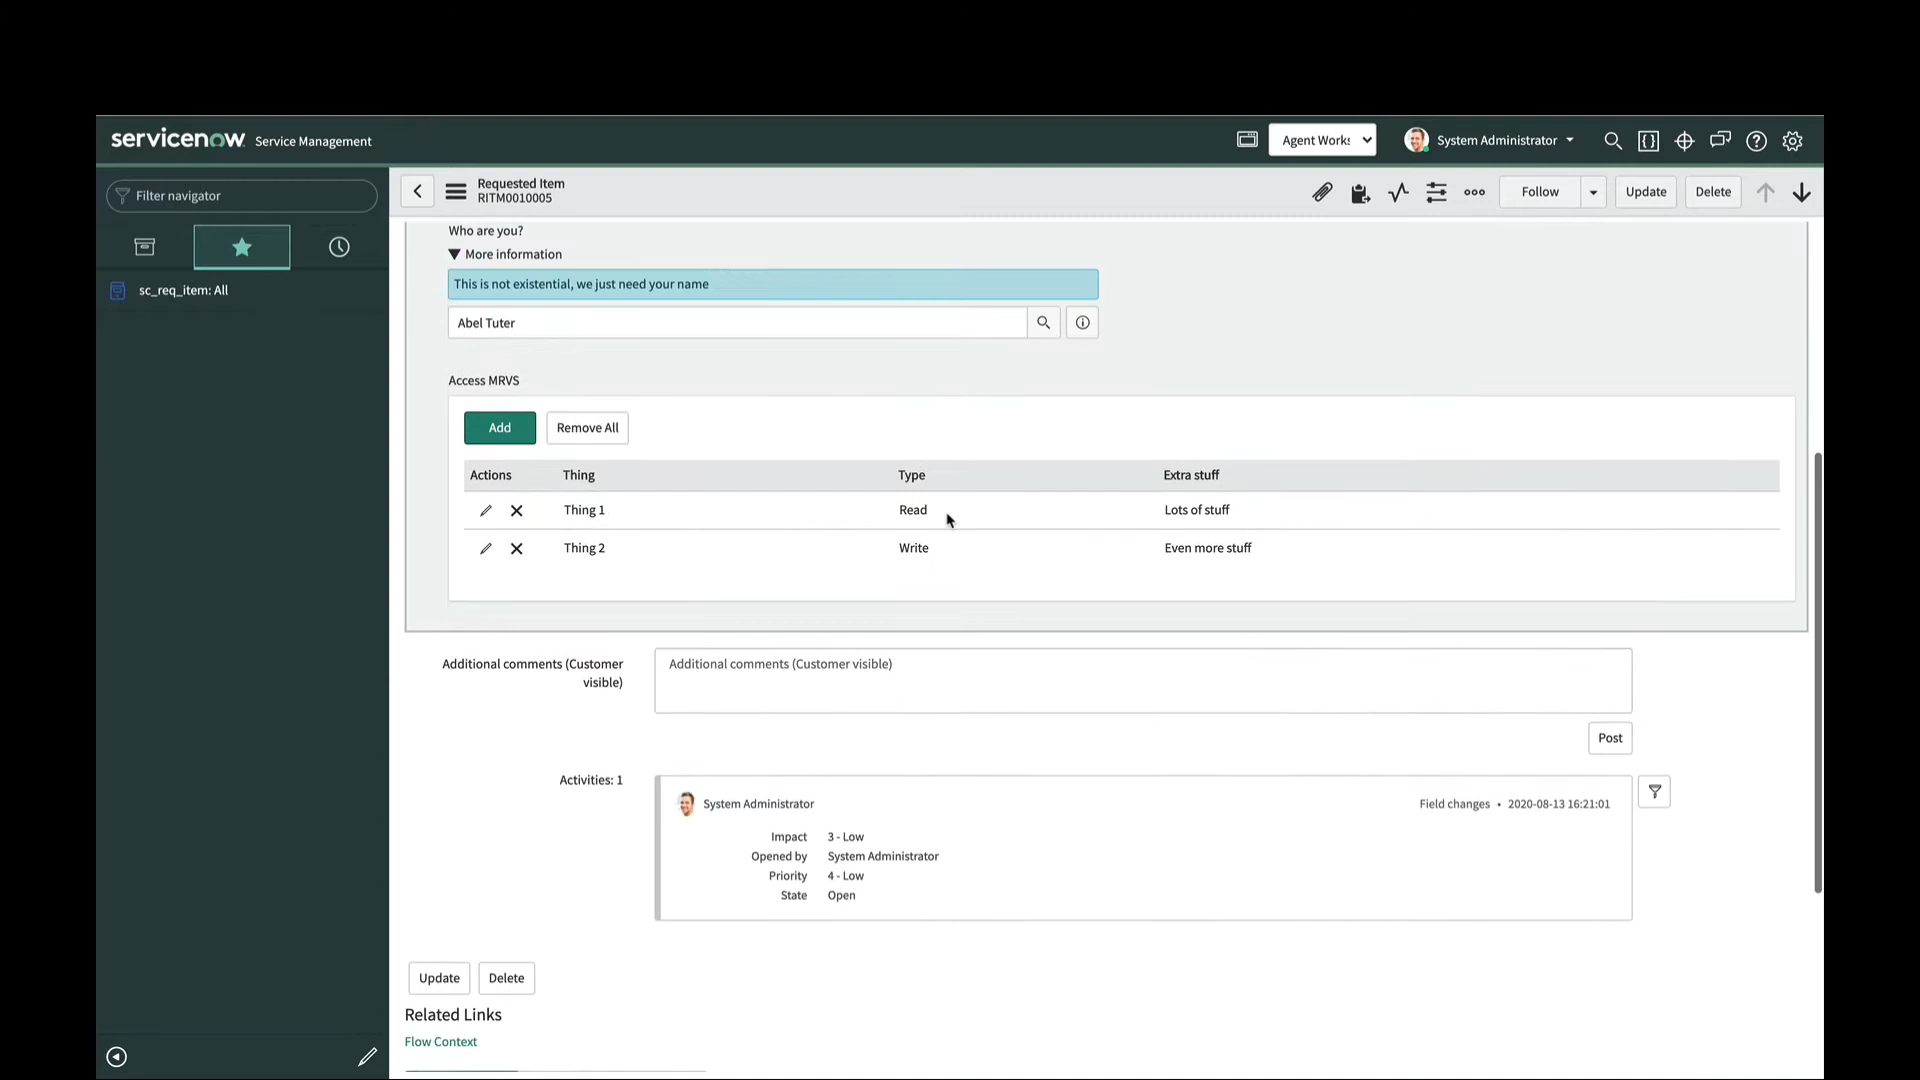 servicenow Service Management
Agent Works
System Administrator
Filter navigator
sc_req_item: All
Requested Item
RITM0010005
Follow
Update
Delete
Who are you?
More information
This is not existential, we just need your name
Abel Tuter
Access MRVS
Add
Remove All
Actions Thing Type Extra stuff
Thing 1 Read Lots of stuff
Thing 2 Write Even more stuff
Additional comments (Customer
visible)
Additional comments (Customer visible)
Post
Activities: 1
System Administrator
Field changes • 2020-08-13 16:21:01
Impact 3 - Low
Opened by System Administrator
Priority 4 - Low
State Open
Update
Delete
Related Links
Flow Context